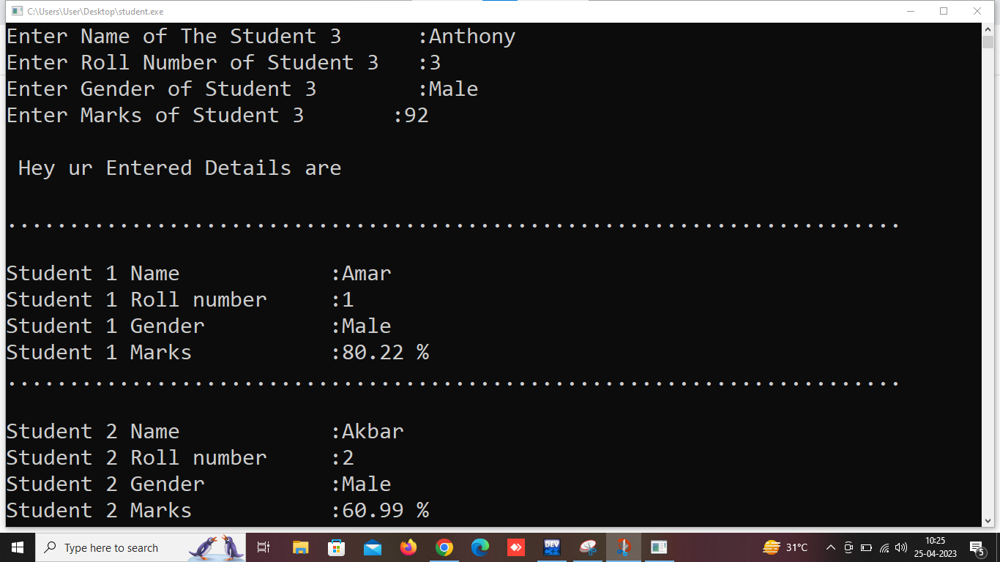 C:\Users\User\Desktop\student.exe
Enter Name of The Student 3 :Anthony
Enter Roll Number of Student 3 :3
Enter Gender of Student 3 :Male
Enter Marks of Student 3 :92
Hey ur Entered Details are
.........................................................................
Student 1 Name :Amar
Student 1 Roll number :1
Student 1 Gender :Male
Student 1 Marks :80.22 %
.........................................................................
Student 2 Name :Akbar
Student 2 Roll number :2
Student 2 Gender :Male
Student 2 Marks :60.99 %
Type here to search
DEV
31°C
10:25
25-04-2023
5